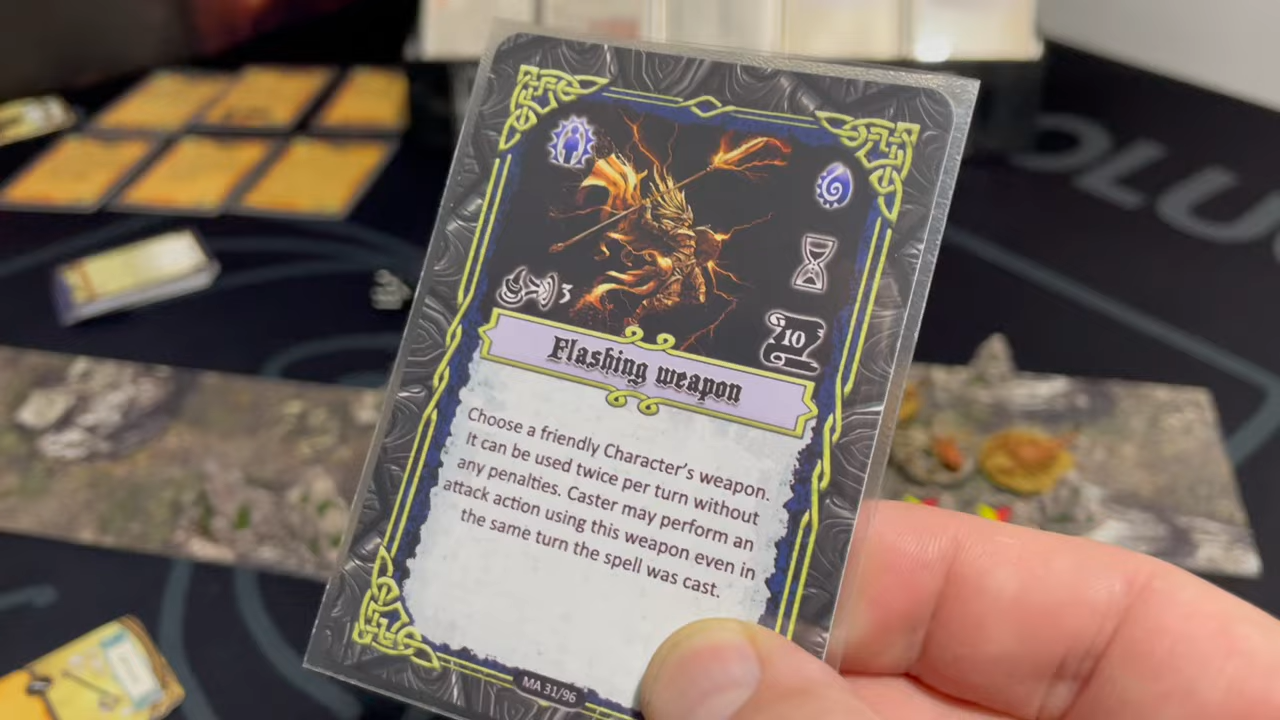 3
10
Flashing weapon
Choose a friendly Character's weapon.
It can be used twice per turn without
any penalties. Caster may perform an
attack action using this weapon even in
the same turn the spell was cast.
MA 31/96